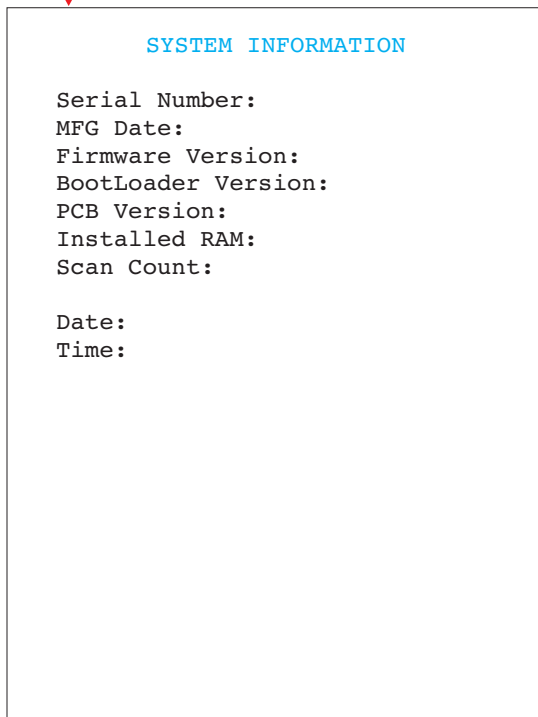 SYSTEM INFORMATION
Serial Number:
MFG Date:
Firmware Version:
BootLoader Version:
PCB Version:
Installed RAM:
Scan Count:
Date:
Time: